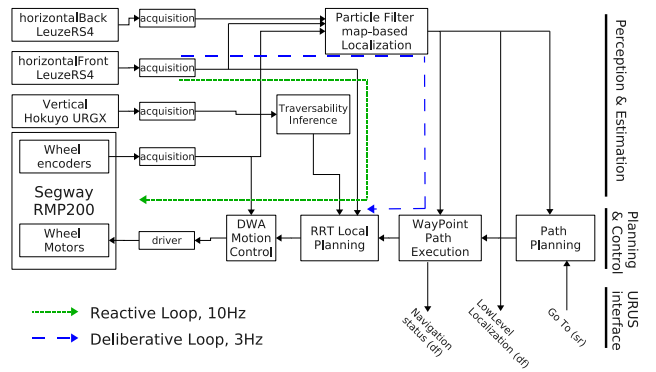 horizontalBack
LeuzeRS4
acquisition
Particle Filter
map-based
Localization
horizontalFront
LeuzeRS4
acquisition
Vertical
Hokuyo URGX
acquisition
Traversability
Inference
Wheel
encoders
acquisition
Segway
RMP200
Wheel
Motors
driver
DWA
Motion
Control
RRT Local
Planning
WayPoint
Path
Execution
Path
Planning
Perception & Estimation
Planning
& Control
URUS
interface
Reactive Loop, 10Hz
Deliberative Loop, 3Hz
Navigation
status (df)
LowLevel
Localization (df)
Go To (sr)